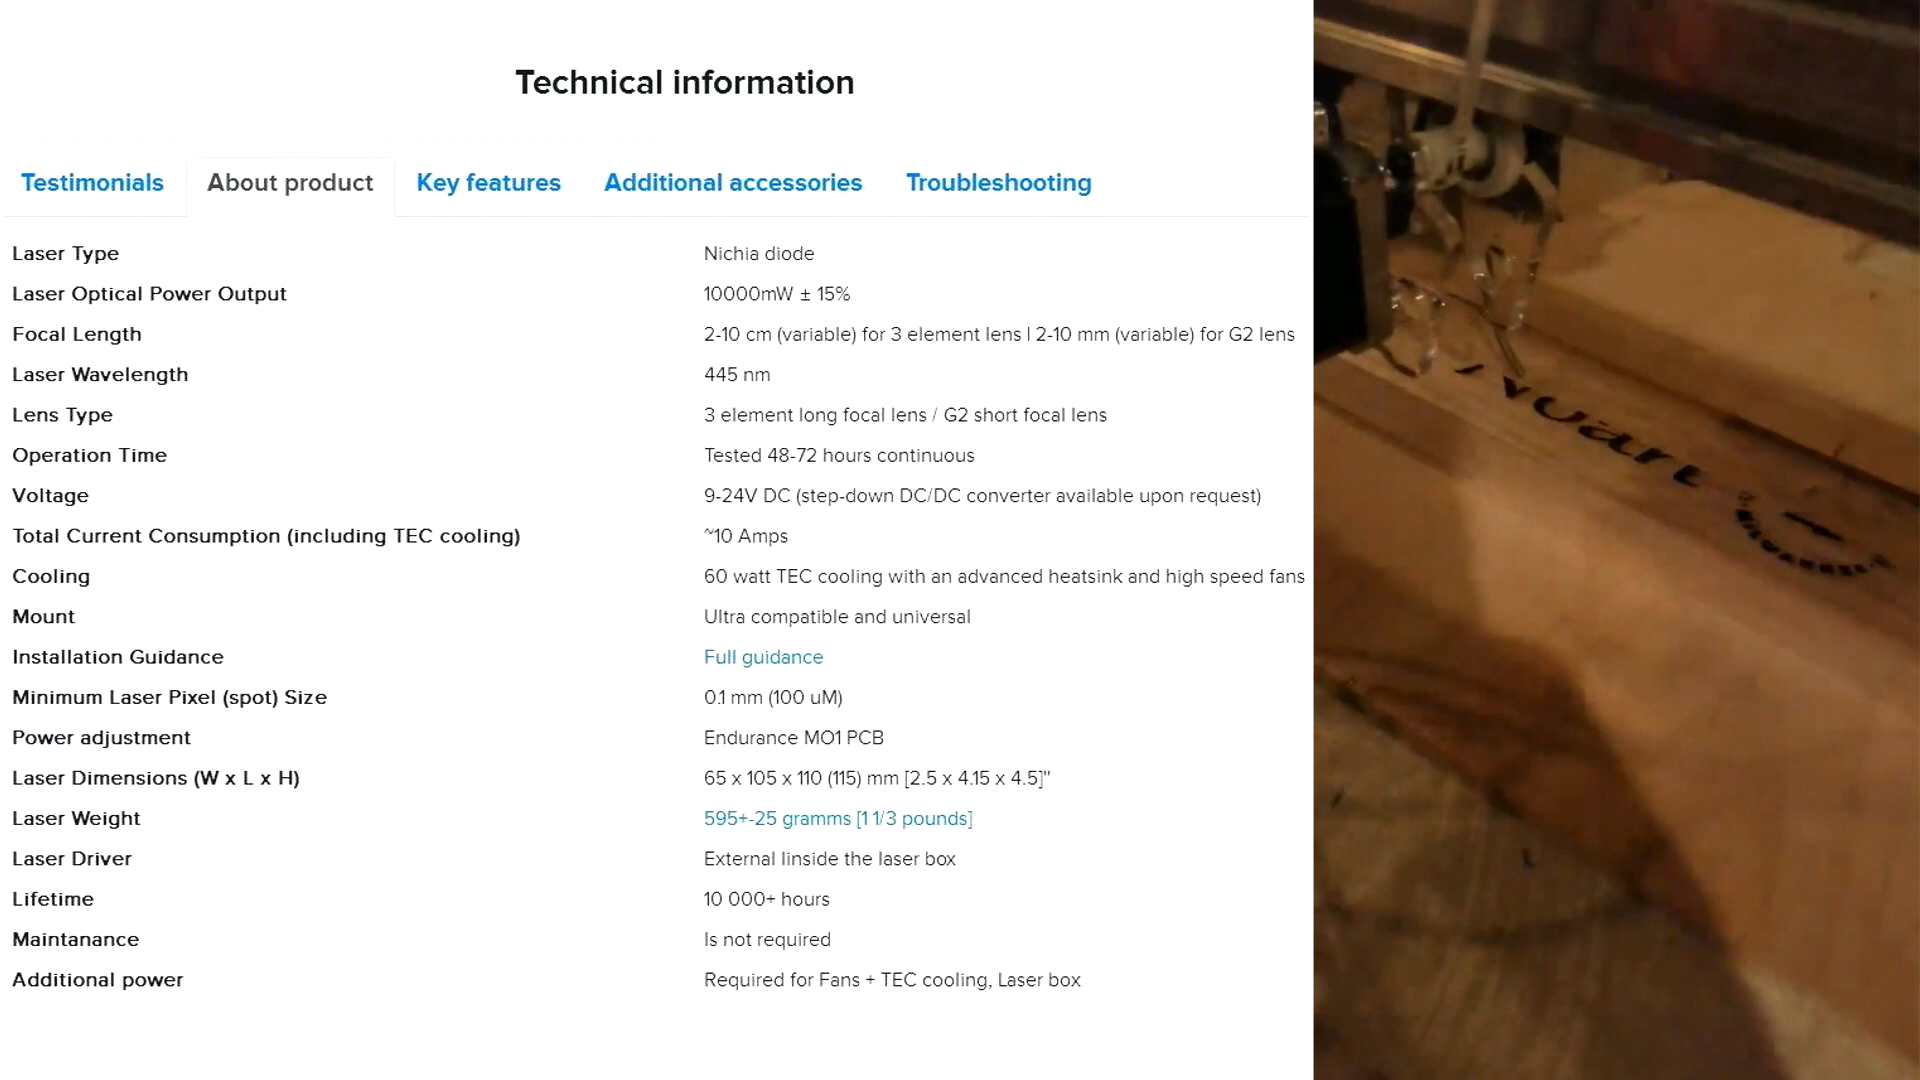 Technical information
Testimonials About product Key features Additional accessories Troubleshooting
Laser Type Nichia diode
Laser Optical Power Output 10000mW ± 15%
Focal Length 2-10 cm (variable) for 3 element lens | 2-10 mm (variable) for G2 lens
Laser Wavelength 445 nm
Lens Type 3 element long focal lens / G2 short focal lens
Operation Time Tested 48-72 hours continuous
Voltage 9-24V DC (step-down DC/DC converter available upon request)
Total Current Consumption (including TEC cooling) ~10 Amps
Cooling 60 watt TEC cooling with an advanced heatsink and high speed fans
Mount Ultra compatible and universal
Installation Guidance Full guidance
Minimum Laser Pixel (spot) Size 0.1 mm (100 uM)
Power adjustment Endurance MO1 PCB
Laser Dimensions (W x L x H) 65 x 105 x 110 (115) mm [2.5 x 4.15 x 4.5]"
Laser Weight 595+-25 gramms [1 1/3 pounds]
Laser Driver External |inside the laser box
Lifetime 10 000+ hours
Maintanance Is not required
Additional power Required for Fans + TEC cooling, Laser box